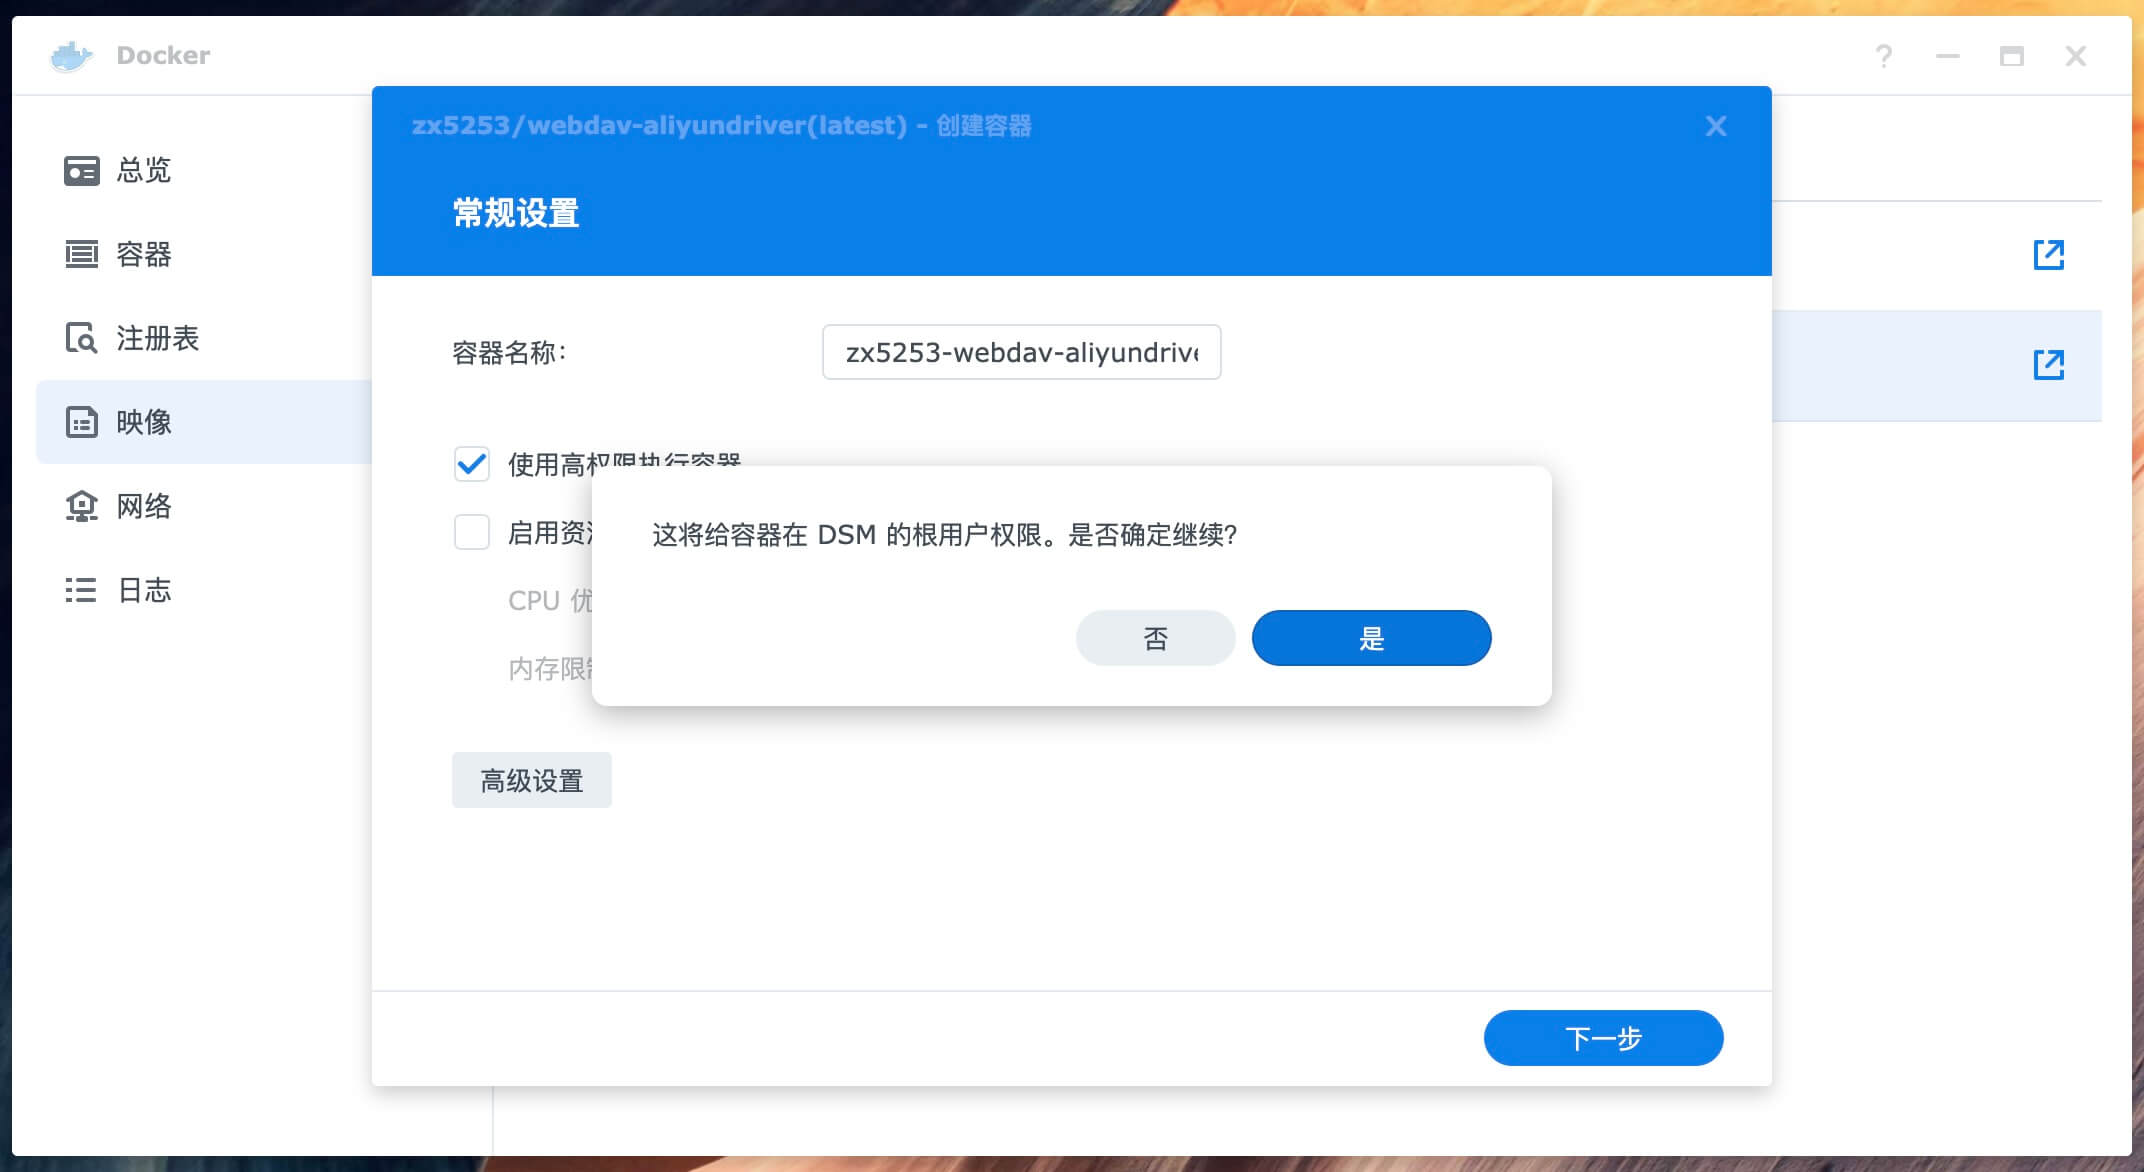 Docker
总览
容器
注册表
映像
网络
日志
zx5253/webdav-aliyundriver(latest) - 创建容器
常规设置
容器名称:
zx5253-webdav-aliyundrive
使用高权限执行容器
启用资
CPU 优
内存限
这将给容器在 DSM 的根用户权限。是否确定继续?
否
是
高级设置
下一步